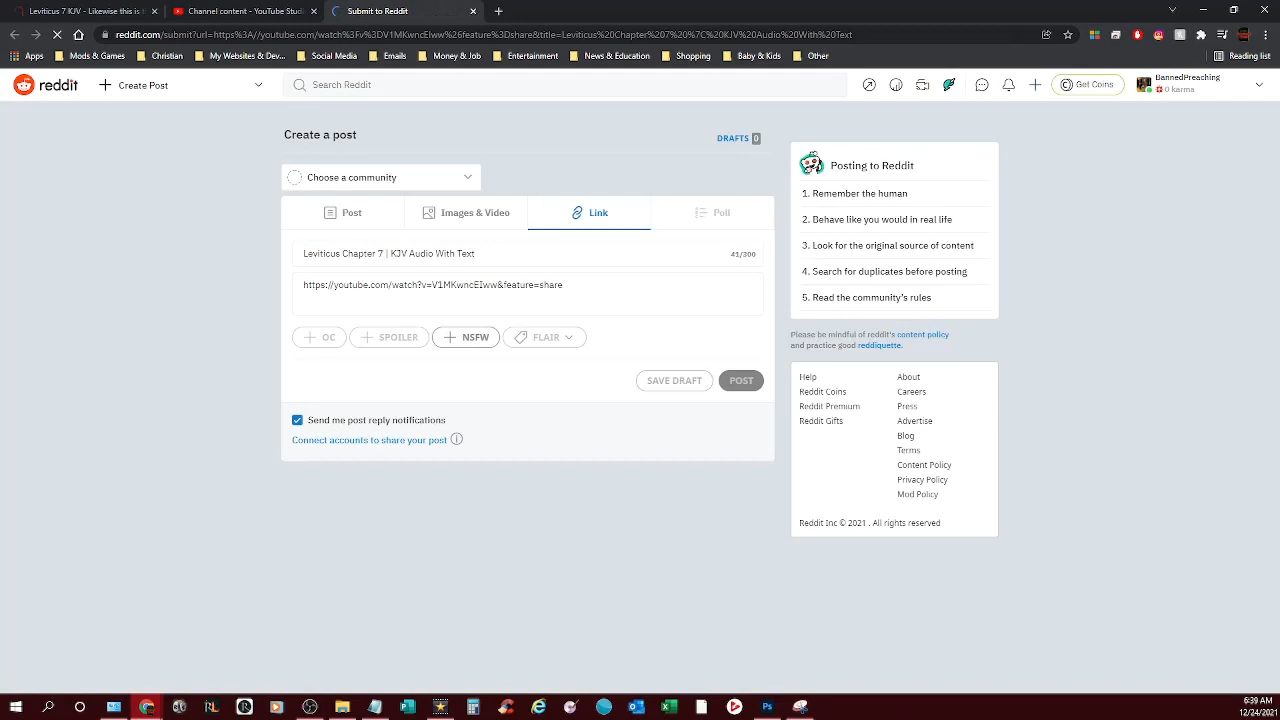 Leviticus 7 KJV - Likewise this is t
Channel content - YouTube Studi
Submit to Reddit
reddit.com/submit?url=https%3A//youtube.com/watch%3Fv%3DV1MKwncEIww%26feature%3Dshare&title=Leviticus%20Chapter%207%20%7C%20KJV%20Audio%20With%20Text
Apps Mods & Games Christian My Websites & Dev... Social Media Emails Money & Job Entertainment News & Education Shopping Baby & Kids Other Reading list
reddit Create Post Search Reddit Get Coins BannedPreaching
0 karma
Create a post
DRAFTS 0
Choose a community
Post Images & Video Link Poll
Leviticus Chapter 7 | KJV Audio With Text 41/300
https://youtube.com/watch?v=V1MKwncEIww&feature=share
OC SPOILER NSFW FLAIR
SAVE DRAFT POST
Send me post reply notifications
Connect accounts to share your post
Posting to Reddit
1. Remember the human
2. Behave like you would in real life
3. Look for the original source of content
4. Search for duplicates before posting
5. Read the community's rules
Please be mindful of reddit's content policy
and practice good reddiquette.
Help About
Reddit Coins Careers
Reddit Premium Press
Reddit Gifts Advertise
Blog
Terms
Content Policy
Privacy Policy
Mod Policy
Reddit Inc © 2021 . All rights reserved
6:39 AM
12/24/2021